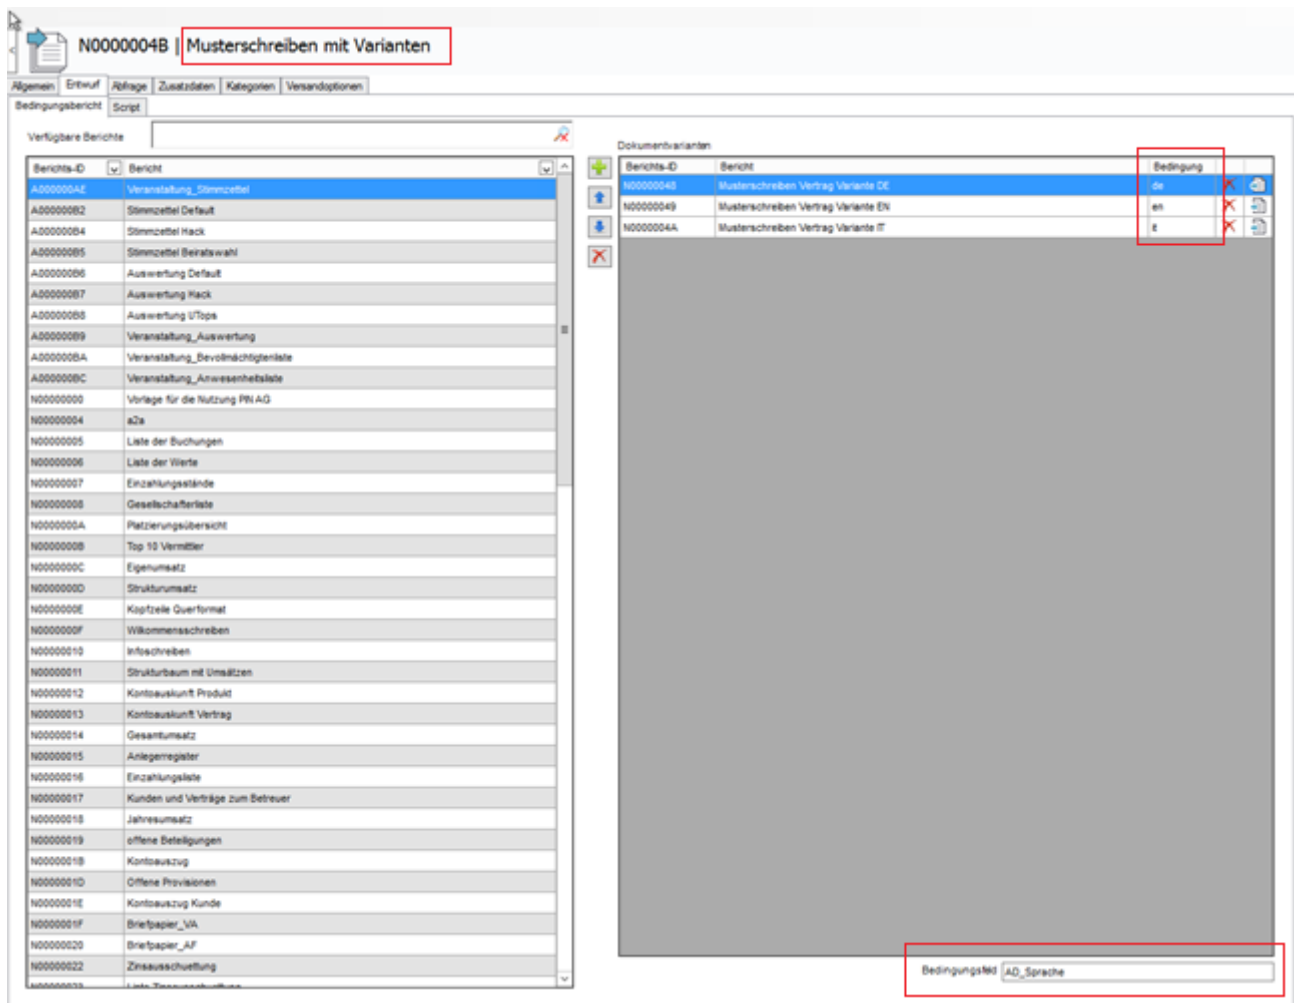 N0000004B | Musterschreiben mit Varianten
Allgemein Entwurf Abfrage Zusatzdaten Kategorien Versandoptionen
Bedingungsbericht Script
Verfügbare Berichte
Berichts-ID Bericht
A000000AE Veranstaltung_Stimmzettel
A000000B2 Stimmzettel Default
A000000B4 Stimmzettel Hack
A000000B5 Stimmzettel Beiratswahl
A000000B6 Auswertung Default
A000000B7 Auswertung Hack
A000000B8 Auswertung UTops
A000000B9 Veranstaltung_Auswertung
A000000BA Veranstaltung_Bevollmächtigtenliste
A000000BC Veranstaltung_Anwesenheitsliste
N00000000 Vorlage für die Nutzung PIN AG
N00000004 a2a
N00000005 Liste der Buchungen
N00000006 Liste der Werte
N00000007 Einzahlungsstände
N00000008 Gesellschafterliste
N0000000A Platzierungsübersicht
N0000000B Top 10 Vermittler
N0000000C Eigenumsatz
N0000000D Strukturumsatz
N0000000E Kopfzeile Querformat
N0000000F Wilkommensschreiben
N00000010 Infoschreiben
N00000011 Strukturbaum mit Umsätzen
N00000012 Kontoauskunft Produkt
N00000013 Kontoauskunft Vertrag
N00000014 Gesamtumsatz
N00000015 Anlegerregister
N00000016 Einzahlungsliste
N00000017 Kunden und Verträge zum Betreuer
N00000018 Jahresumsatz
N00000019 offene Beteiligungen
N0000001B Kontoauszug
N0000001D Offene Provisionen
N0000001E Kontoauszug Kunde
N0000001F Briefpapier_VA
N00000020 Briefpapier_AF
N00000022 Zinsausschuettung
Dokumentvarianten
Berichts-ID Bericht Bedingung
N00000048 Musterschreiben Vertrag Variante DE de
N00000049 Musterschreiben Vertrag Variante EN en
N0000004A Musterschreiben Vertrag Variante IT it
Bedingungsfeld AD_Sprache